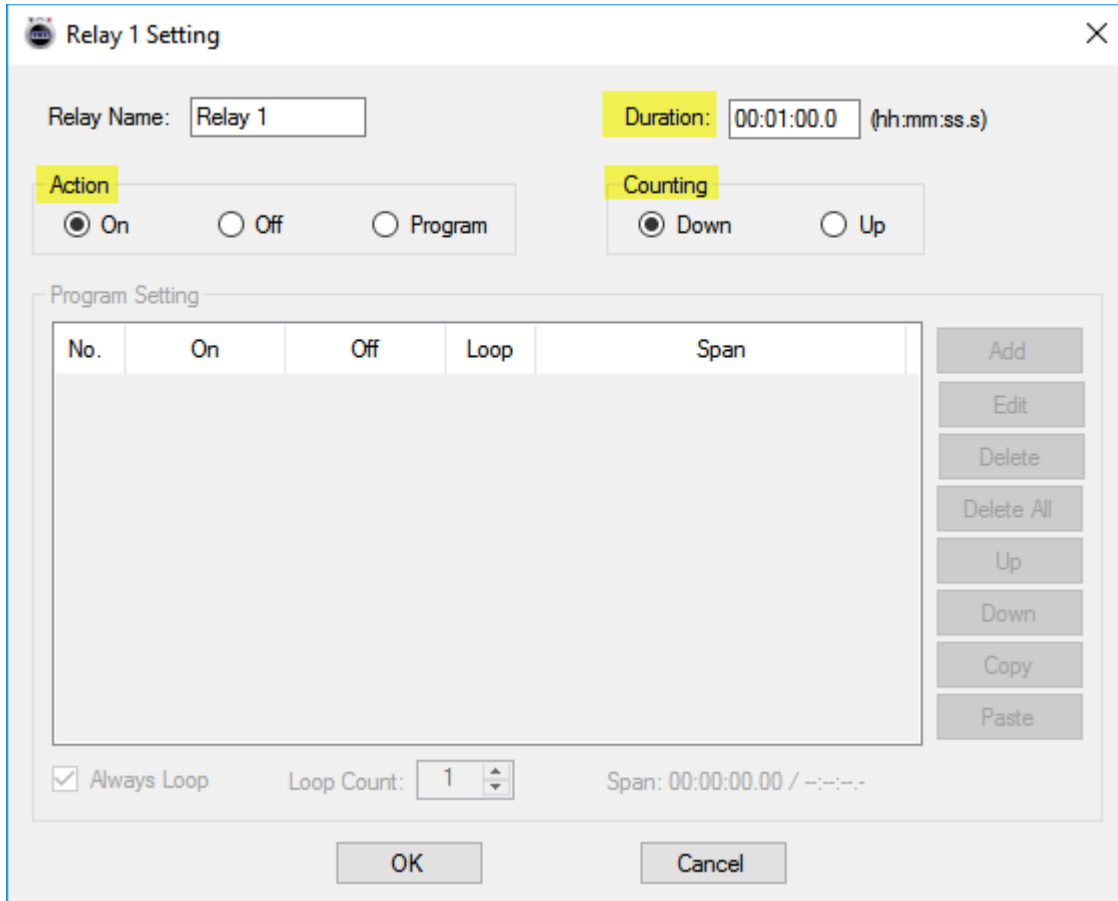 Relay 1 Setting
Relay Name: Relay 1 Duration: 00:01:00.0 (hh:mm:ss.s)
Action Counting
On Off Program Down Up
Program Setting
No. On Off Loop Span
Add
Edit
Delete
Delete All
Up
Down
Copy
Paste
Always Loop Loop Count: 1 Span: 00:00:00.00 / --:--:--.-
OK Cancel